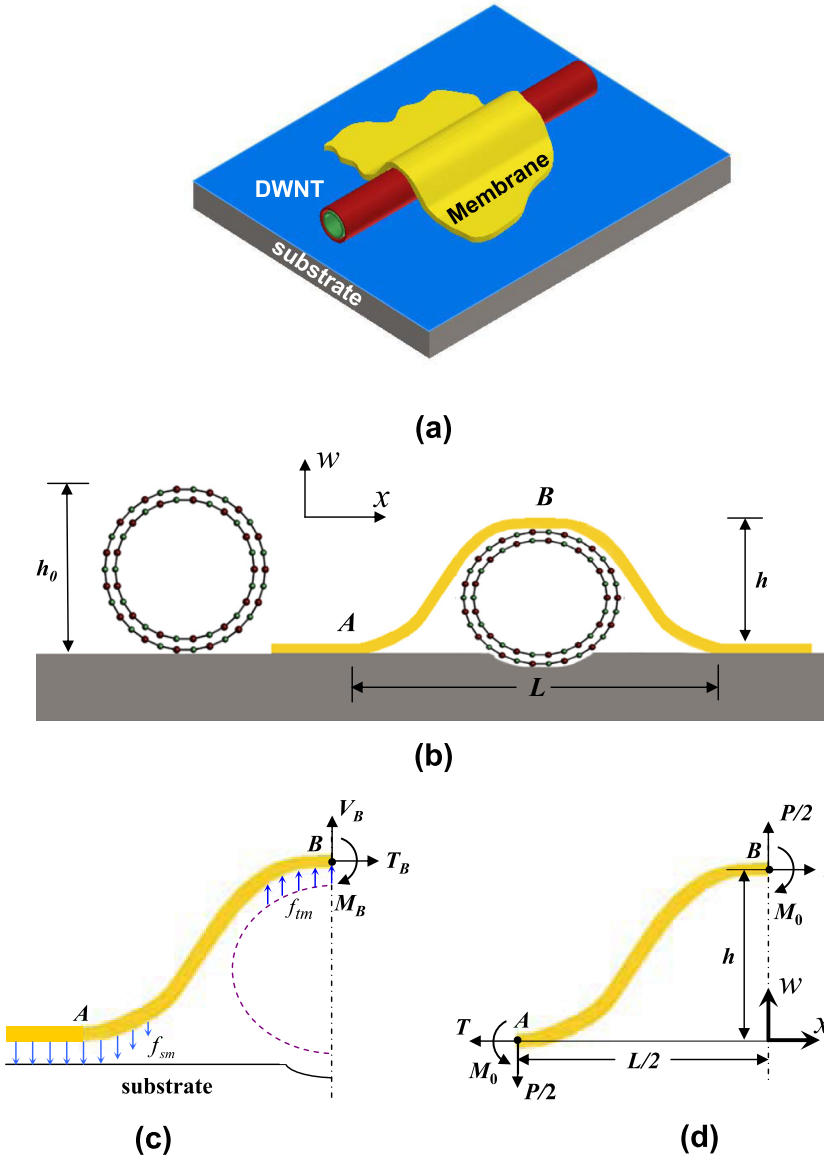 DWNT
Membrane
substrate
(a)
w
x
B
h0
h
A
L
(b)
VB
B
TB
MB
ftm
A
fsm
substrate
(c)
P/2
B
M0
h
w
T
A
x
M0
L/2
P/2
(d)